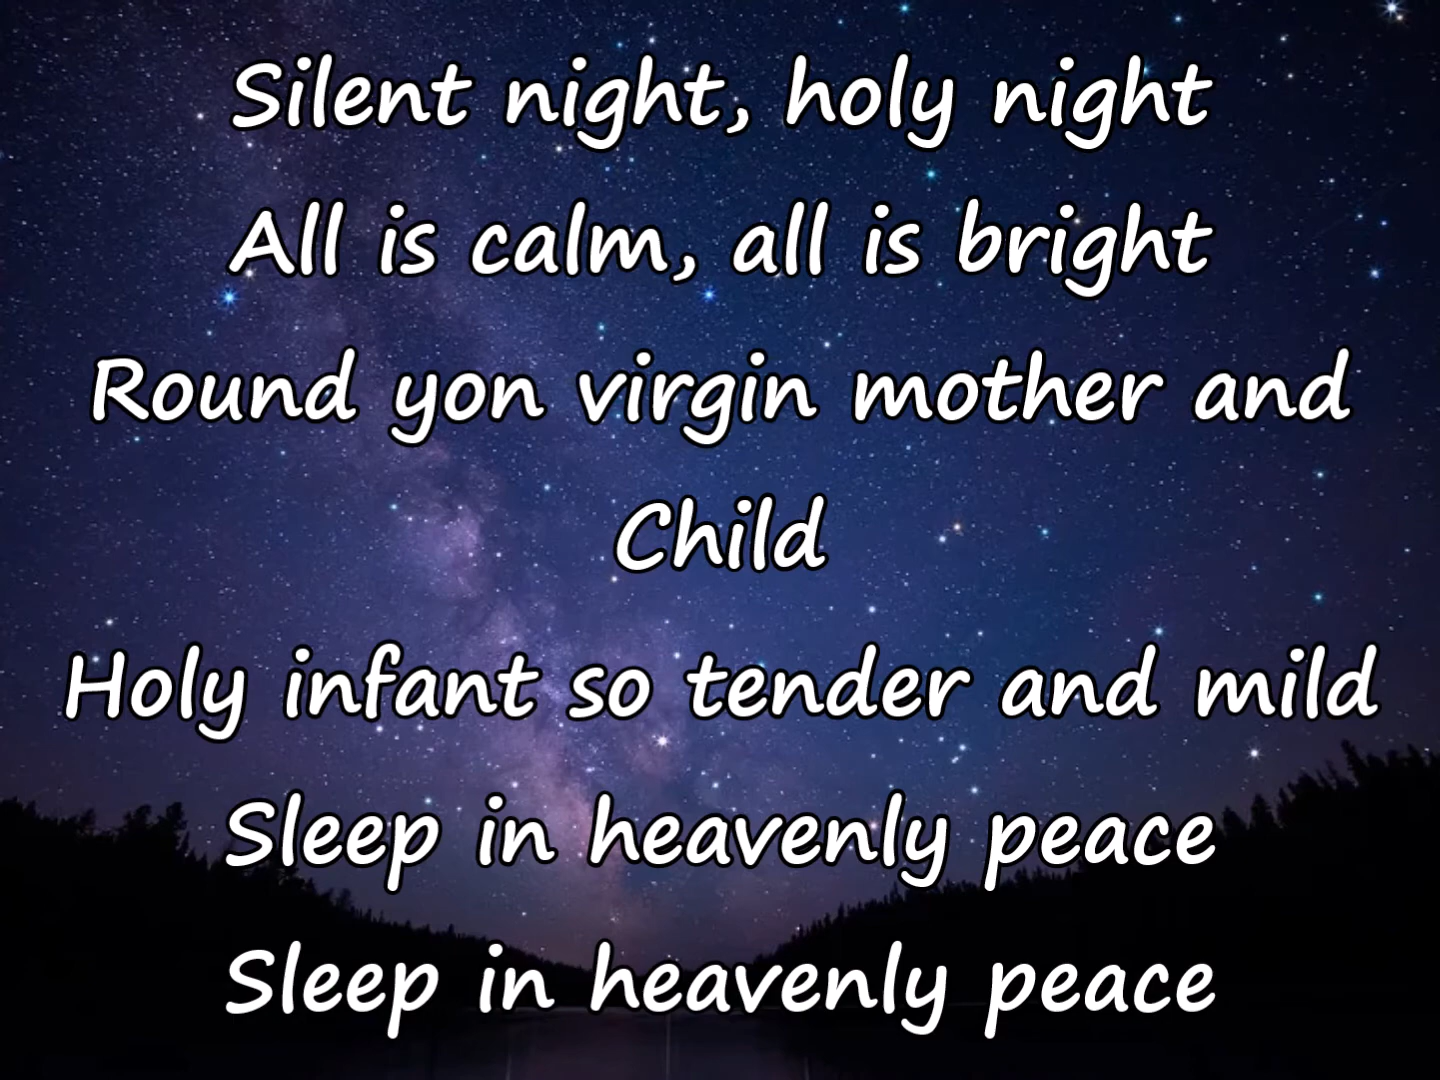 Silent night, holy night
All is calm, all is bright
Round yon virgin mother and
Child
Holy infant so tender and mild
Sleep in heavenly peace
Sleep in heavenly peace